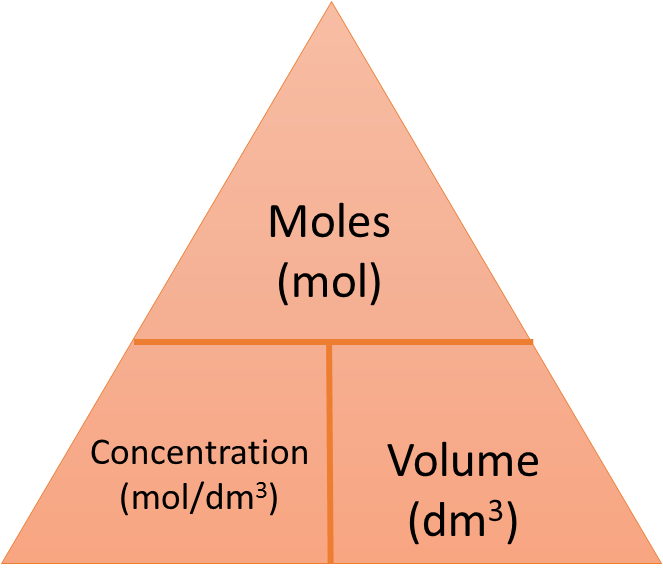 Moles
(mol)
Concentration
(mol/dm³)
Volume
(dm³)